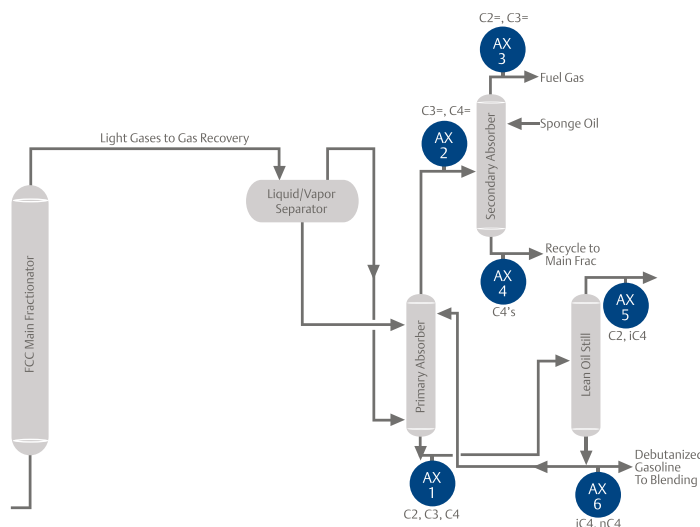 C2=, C3=
AX
3
Fuel Gas
C3=, C4=
Sponge Oil
AX
2
Light Gases to Gas Recovery
Secondary Absorber
Liquid/Vapor
Separator
Recycle to
Main Frac
AX
4
C4's
FCC Main Fractionator
AX
5
C2, iC4
Primary Absorber
Lean Oil Still
Debutanized
Gasoline
To Blending
AX
1
C2, C3, C4
AX
6
iC4, nC4